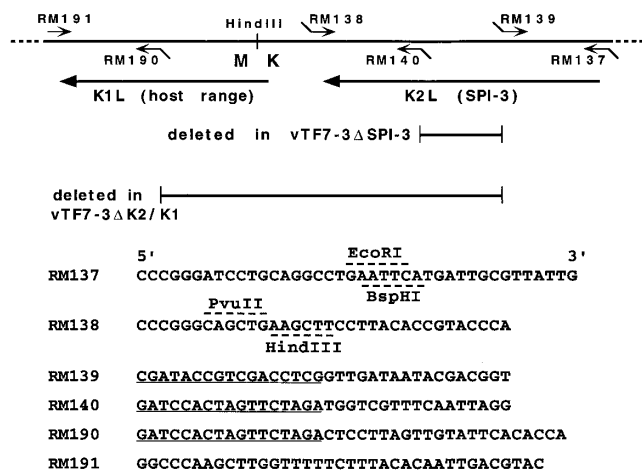 HindIII
RM191 RM138 RM139
RM190 M K RM140 RM137
K1L (host range) K2L (SPI-3)
deleted in vTF7-3ΔSPI-3
deleted in
vTF7-3ΔK2/K1
5' EcoRI 3'
RM137 CCCGGGATCCTGCAGGCCTGAATTCATGATTGCGTTATTG
BspHI
PvuII
RM138 CCCGGGCAGCTGAAGCTTCCTTACACCGTACCCA
HindIII
RM139 CGATACCGTCGACCTCGGTTGATAATACGACGGT
RM140 GATCCACTAGTTCTAGATGGTCGTTTCAATTAGG
RM190 GATCCACTAGTTCTAGACTCCTTAGTTGTATTCACACCA
RM191 GGCCCAAGCTTGGTTTTTCTTTACACAATTGACGTAC